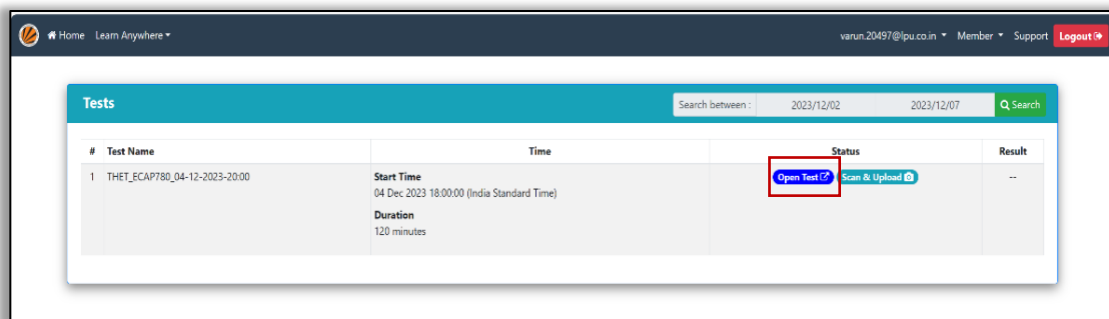 Home Learn Anywhere varun.20497@lpu.co.in Member Support Logout
Tests Search between : 2023/12/02 2023/12/07 Search
# Test Name Time Status Result
1 THET_ECAP780_04-12-2023-20:00 Start Time Open Test Scan & Upload --
04 Dec 2023 18:00:00 (India Standard Time)
Duration
120 minutes